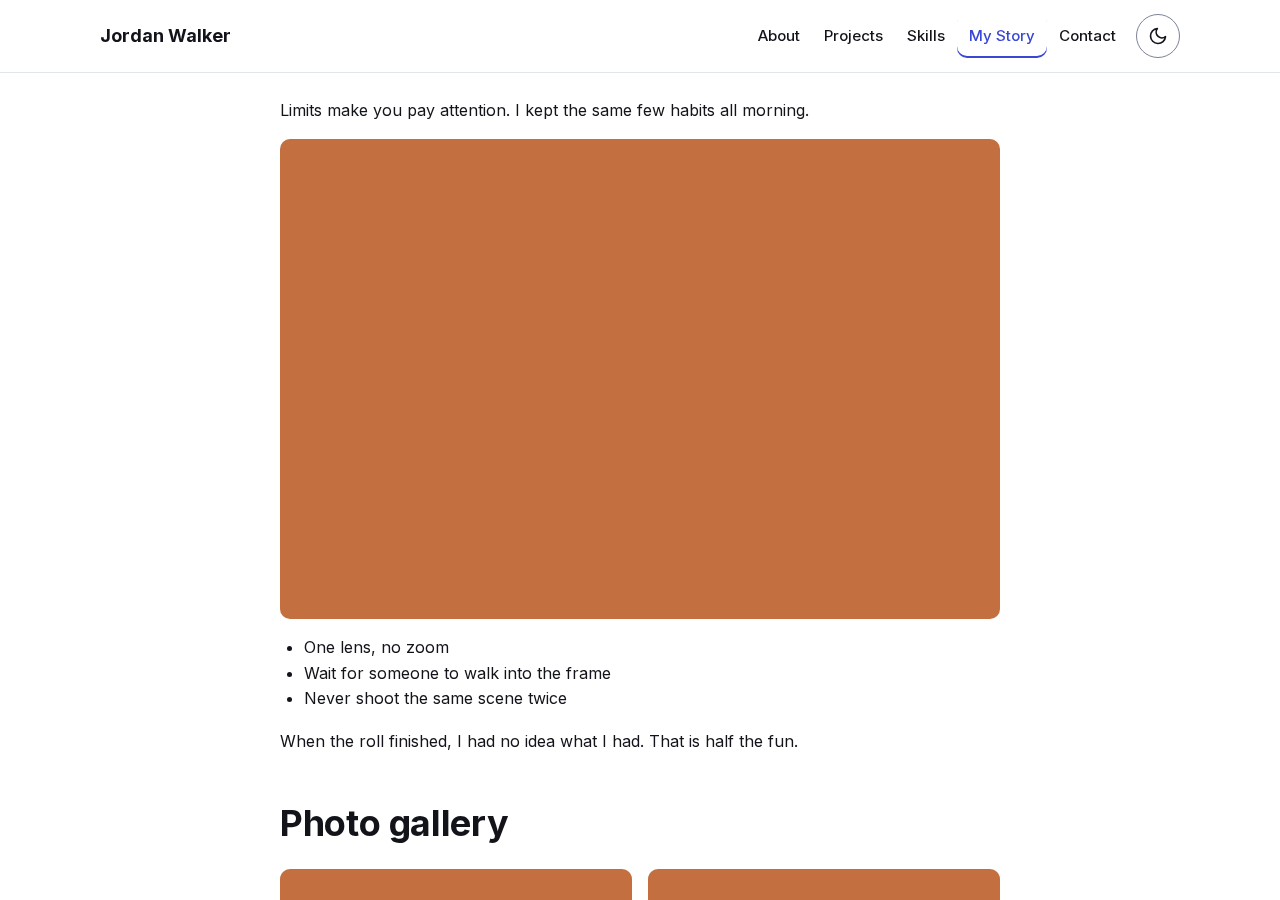 Jordan Walker
About Projects Skills My Story Contact
Limits make you pay attention. I kept the same few habits all morning.
• One lens, no zoom
• Wait for someone to walk into the frame
• Never shoot the same scene twice
When the roll finished, I had no idea what I had. That is half the fun.
Photo gallery